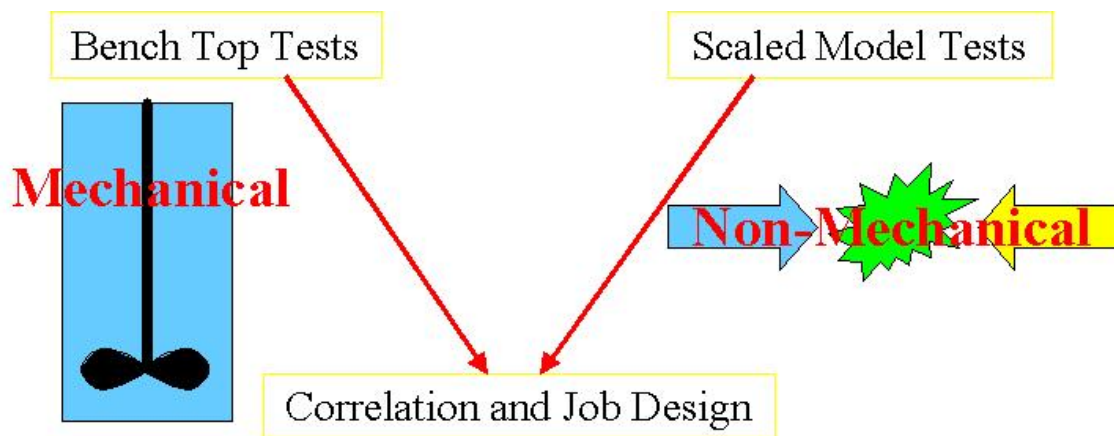 Bench Top Tests
Scaled Model Tests
Mechanical
Non-Mechanical
Correlation and Job Design